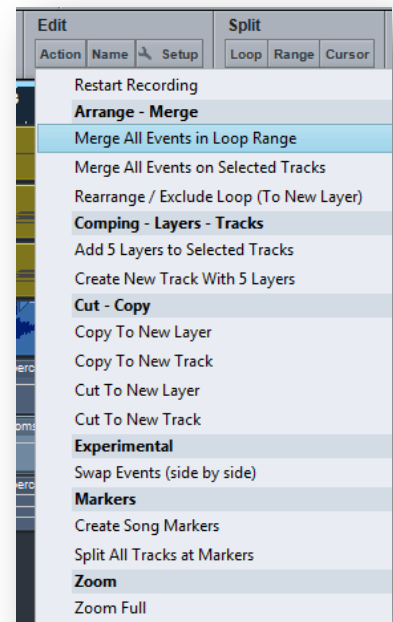 Edit Split
Action Name Setup Loop Range Cursor
Restart Recording
Arrange - Merge
Merge All Events in Loop Range
Merge All Events on Selected Tracks
Rearrange / Exclude Loop (To New Layer)
Comping - Layers - Tracks
Add 5 Layers to Selected Tracks
Create New Track With 5 Layers
Cut - Copy
Copy To New Layer
Copy To New Track
Cut To New Layer
Cut To New Track
Experimental
Swap Events (side by side)
Markers
Create Song Markers
Split All Tracks at Markers
Zoom
Zoom Full